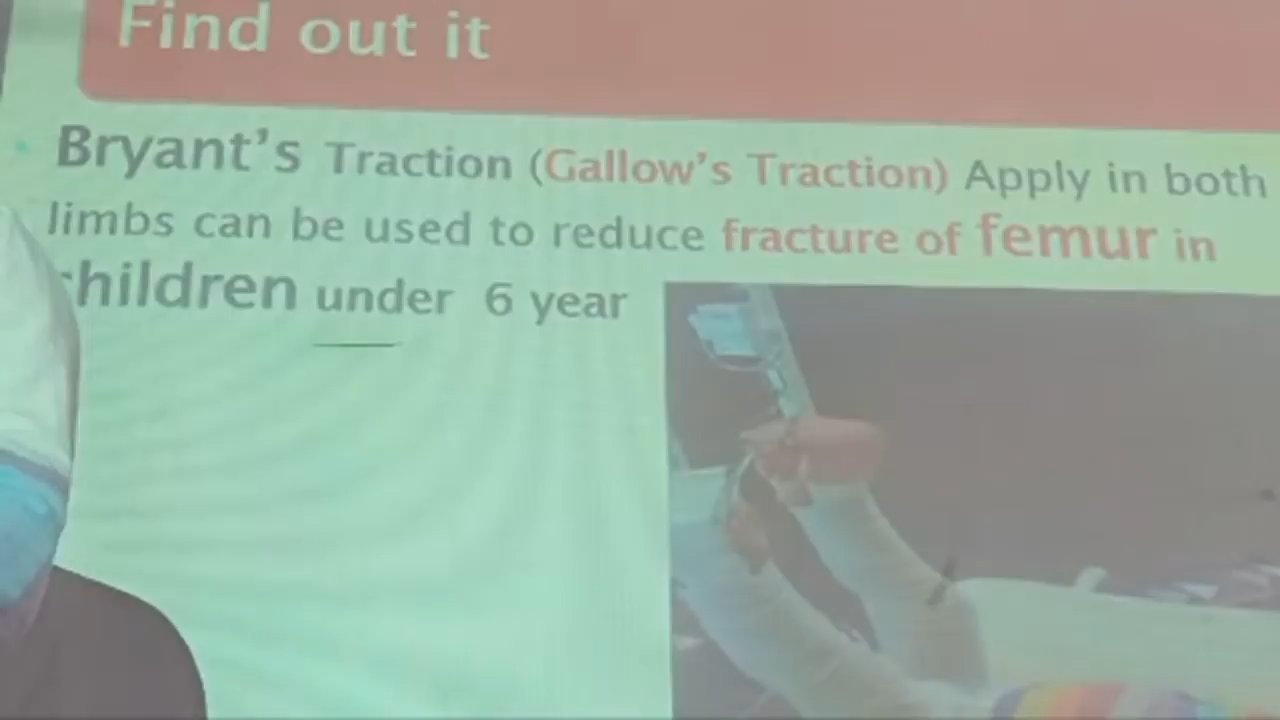 Find out it
Bryant's Traction (Gallow's Traction) Apply in both
limbs can be used to reduce fracture of femur in
children under 6 year